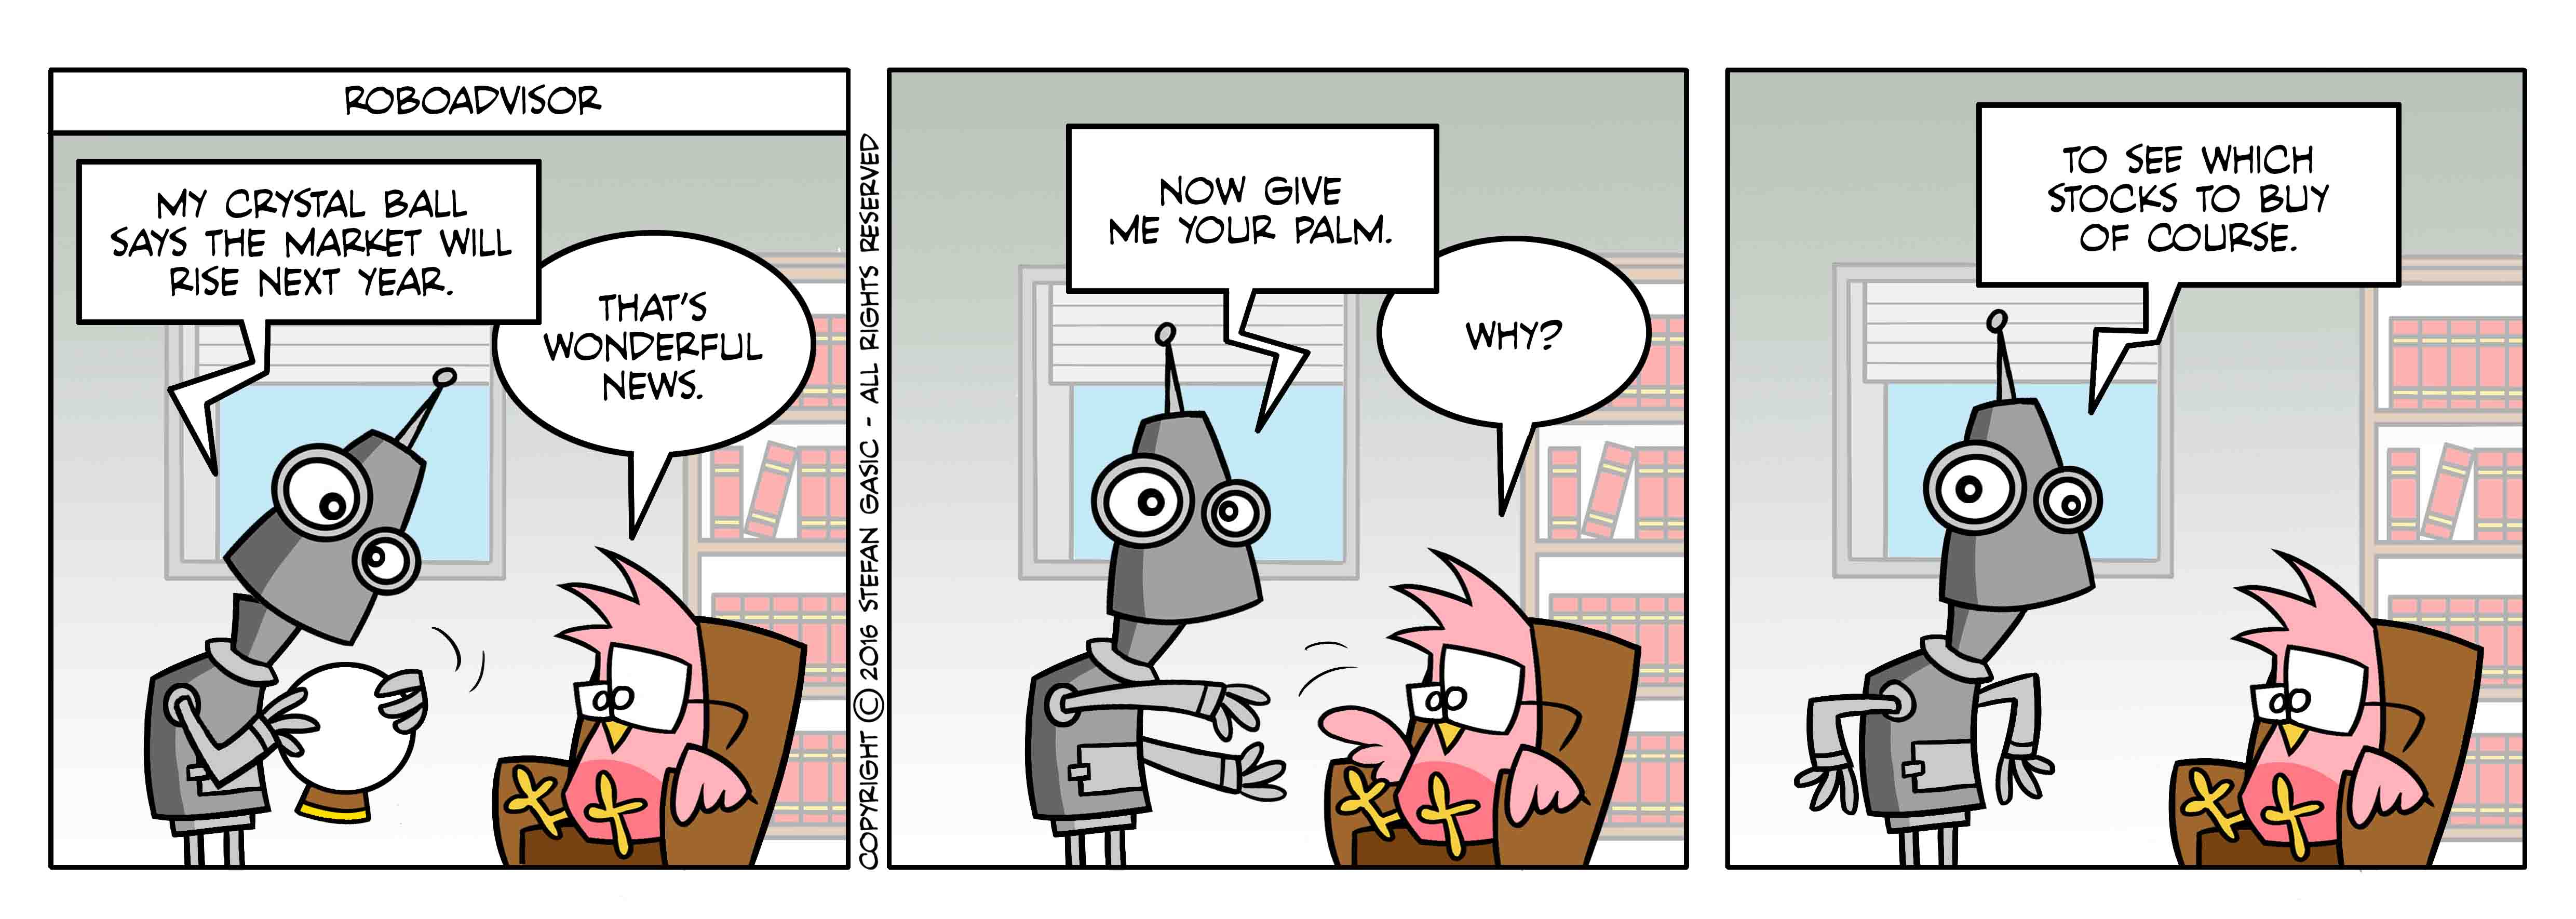 ROBOADVISOR
MY CRYSTAL BALL
SAYS THE MARKET WILL
RISE NEXT YEAR.
THAT'S
WONDERFUL
NEWS.
COPYRIGHT © 2016 STEFAN GASIC - ALL RIGHTS RESERVED
NOW GIVE
ME YOUR PALM.
WHY?
TO SEE WHICH
STOCKS TO BUY
OF COURSE.